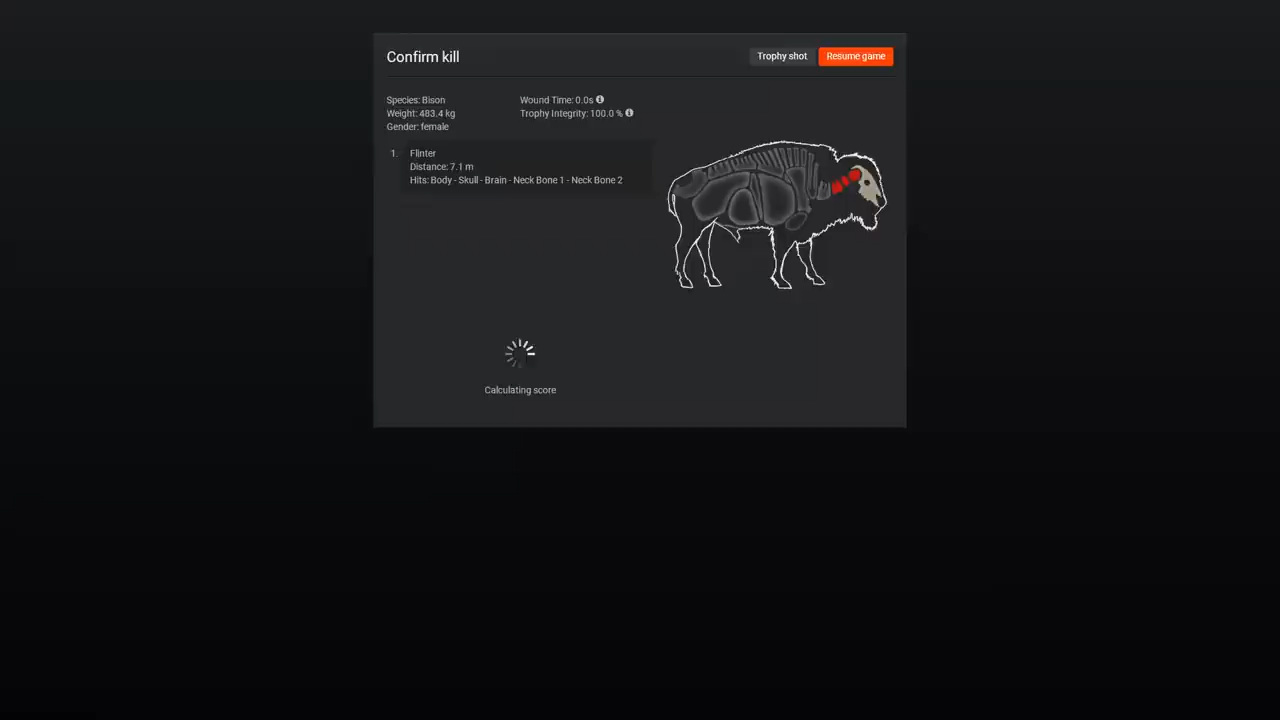 Confirm kill
Trophy shot
Resume game
Species: Bison
Weight: 483.4 kg
Gender: female
Wound Time: 0.0s
Trophy Integrity: 100.0 %
1.
Flinter
Distance: 7.1 m
Hits: Body - Skull - Brain - Neck Bone 1 - Neck Bone 2
Calculating score